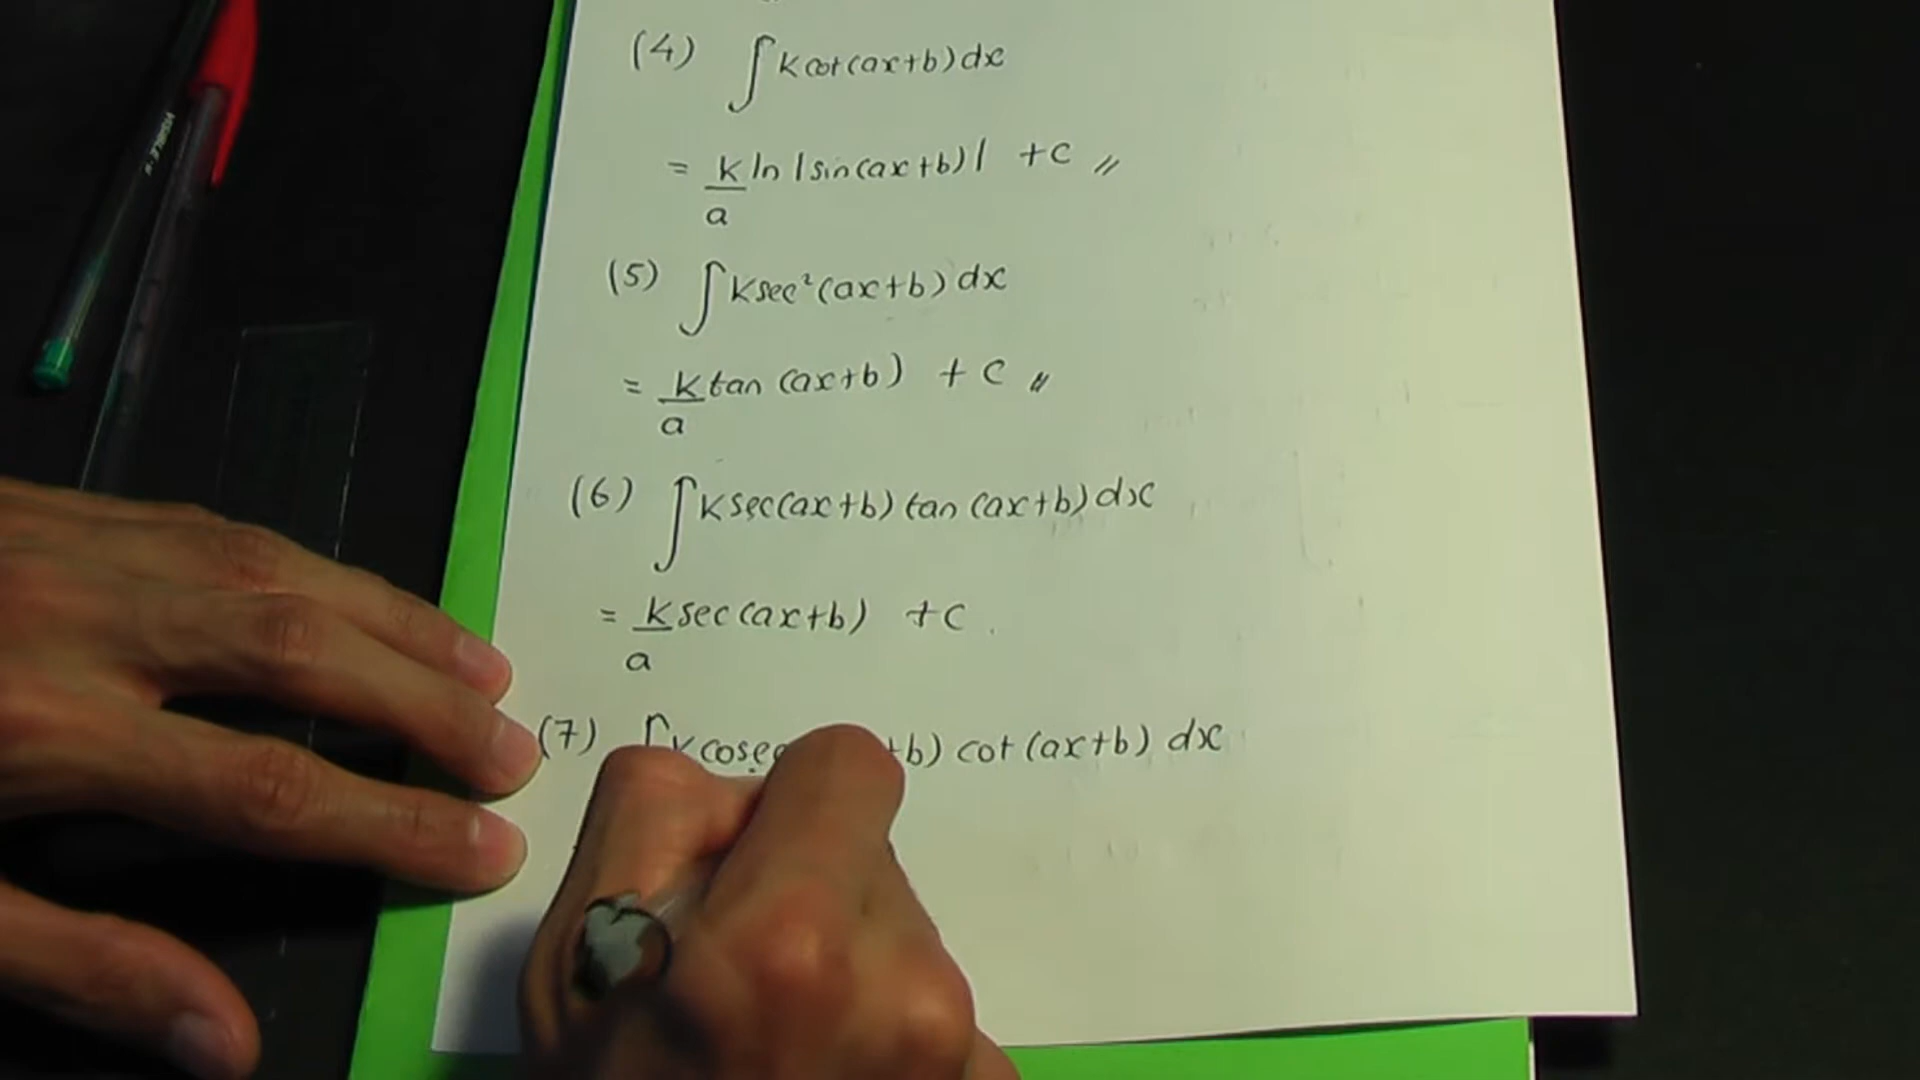 (4) ∫ k cot(ax+b) dx
= k/a ln |sin(ax+b)| + c //
(5) ∫ k sec²(ax+b) dx
= k/a tan (ax+b) + c //
(6) ∫ k sec(ax+b) tan (ax+b) dx
= k/a sec(ax+b) + c
(7) ∫ k cosec +b) cot (ax+b) dx